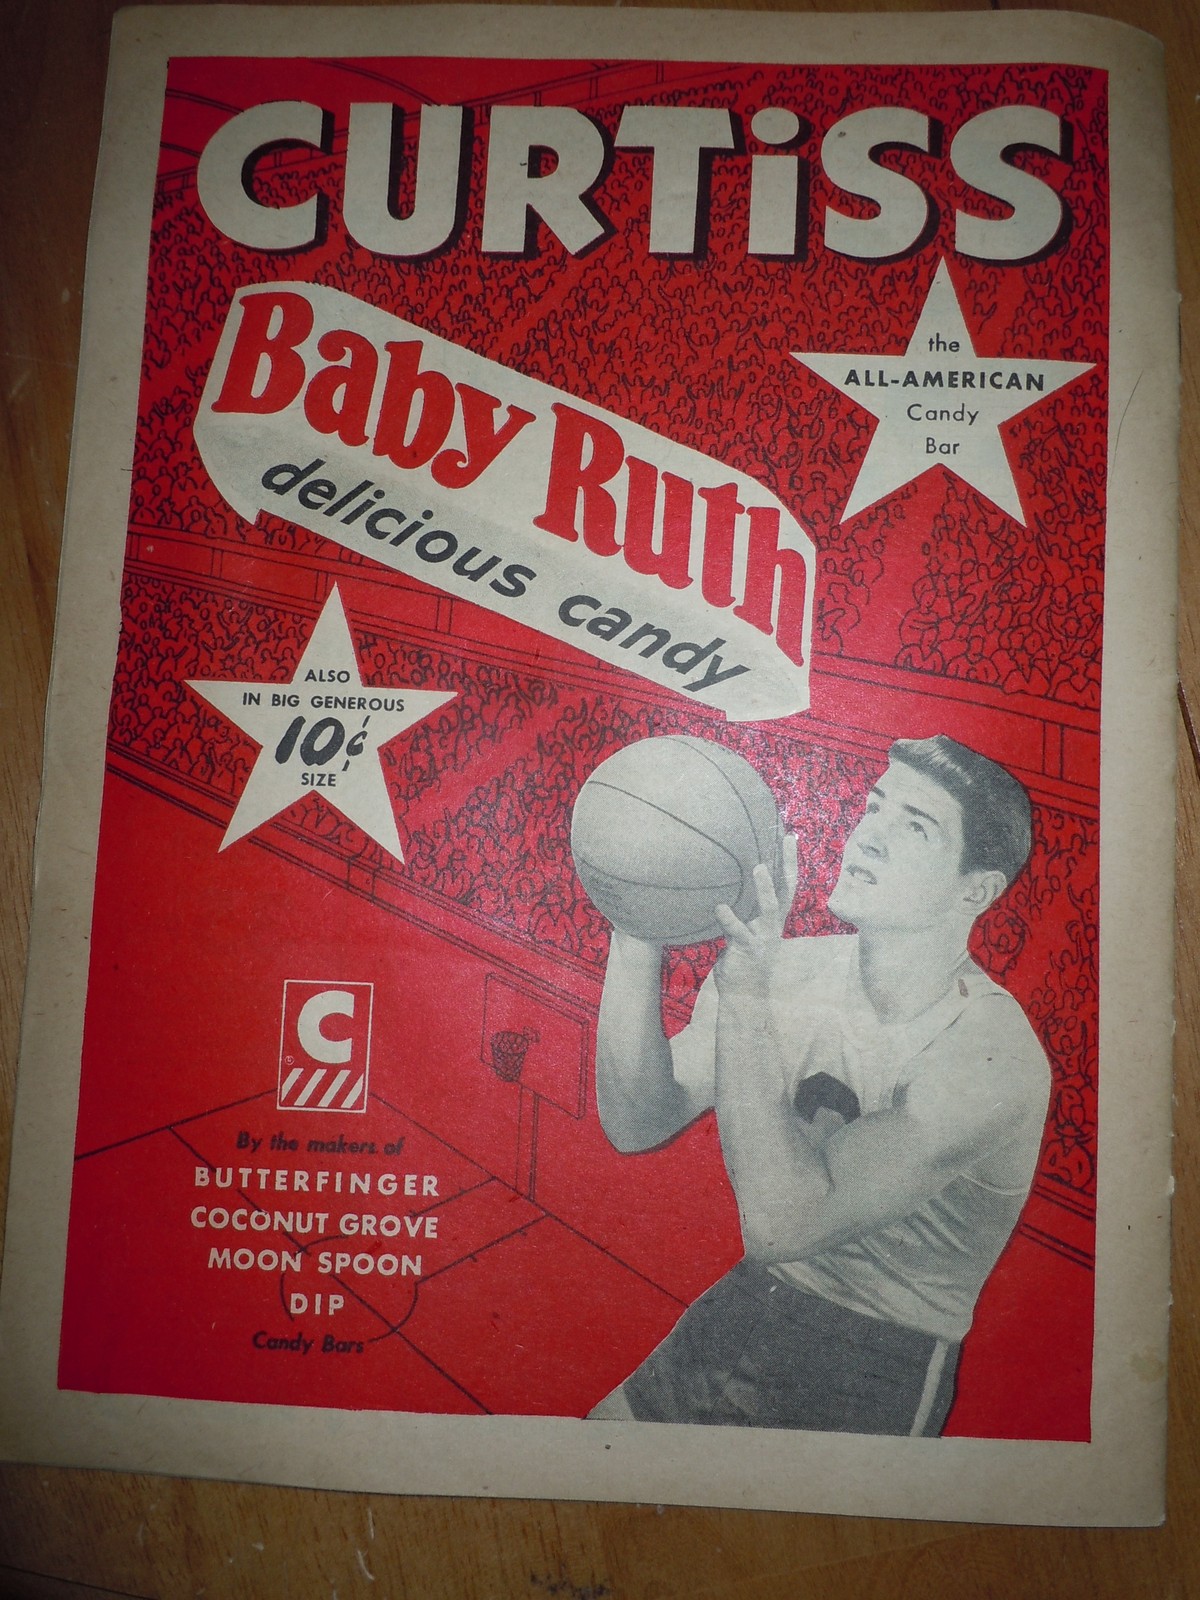 CURTiSS
Baby Ruth
delicious candy
the
ALL-AMERICAN
Candy
Bar
ALSO
IN BIG GENEROUS
10¢
SIZE
C
By the makers of
BUTTERFINGER
COCONUT GROVE
MOON SPOON
DIP
Candy Bars